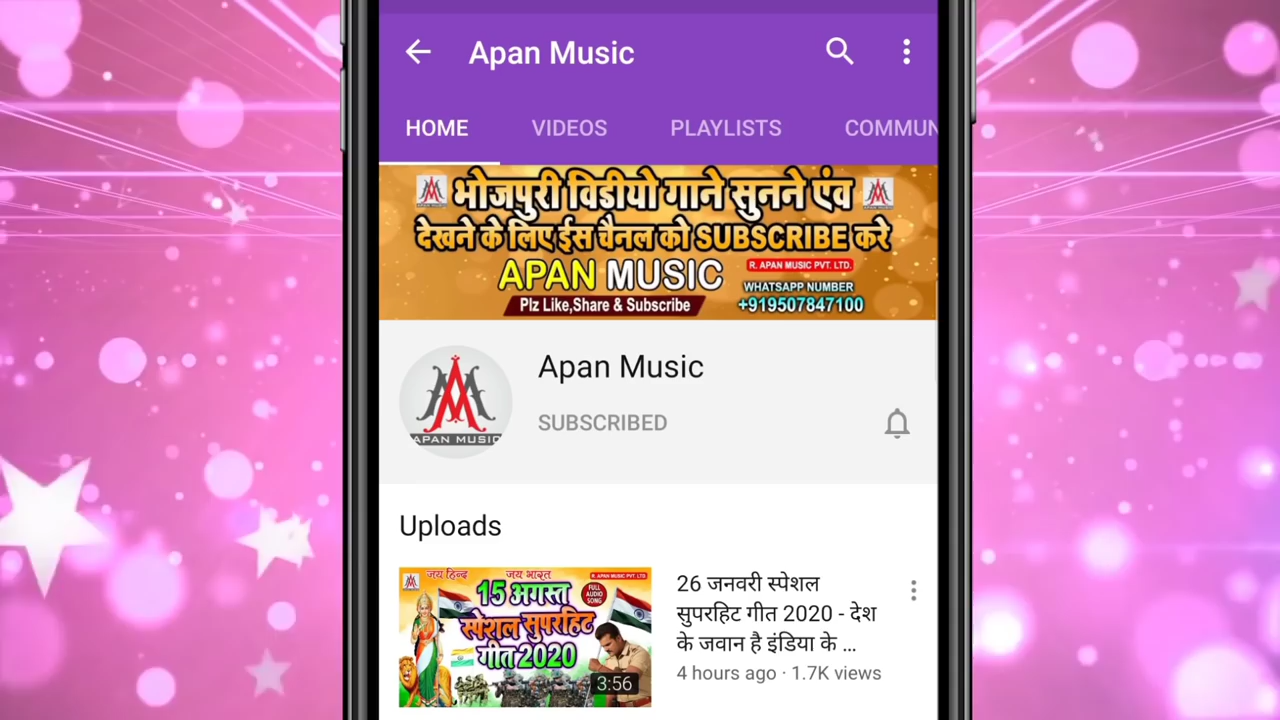 Apan Music
HOME VIDEOS PLAYLISTS COMMUN
भोजपुरी विडीयो गाने सुनने एंव
देखने के लिए ईस चैनल को SUBSCRIBE करे
APAN MUSIC
R. APAN MUSIC PVT. LTD.
WHATSAPP NUMBER
Plz Like,Share & Subscribe
+919507847100
Apan Music
SUBSCRIBED
APAN MUSIC
Uploads
जय हिन्द जय भारत
R. APAN MUSIC PVT. LTD
15 अगस्त
FULL
AUDIO
SONG
स्पेशल सुपरहिट
गीत 2020
3:56
26 जनवरी स्पेशल
सुपरहिट गीत 2020 - देश
के जवान है इंडिया के ...
4 hours ago · 1.7K views